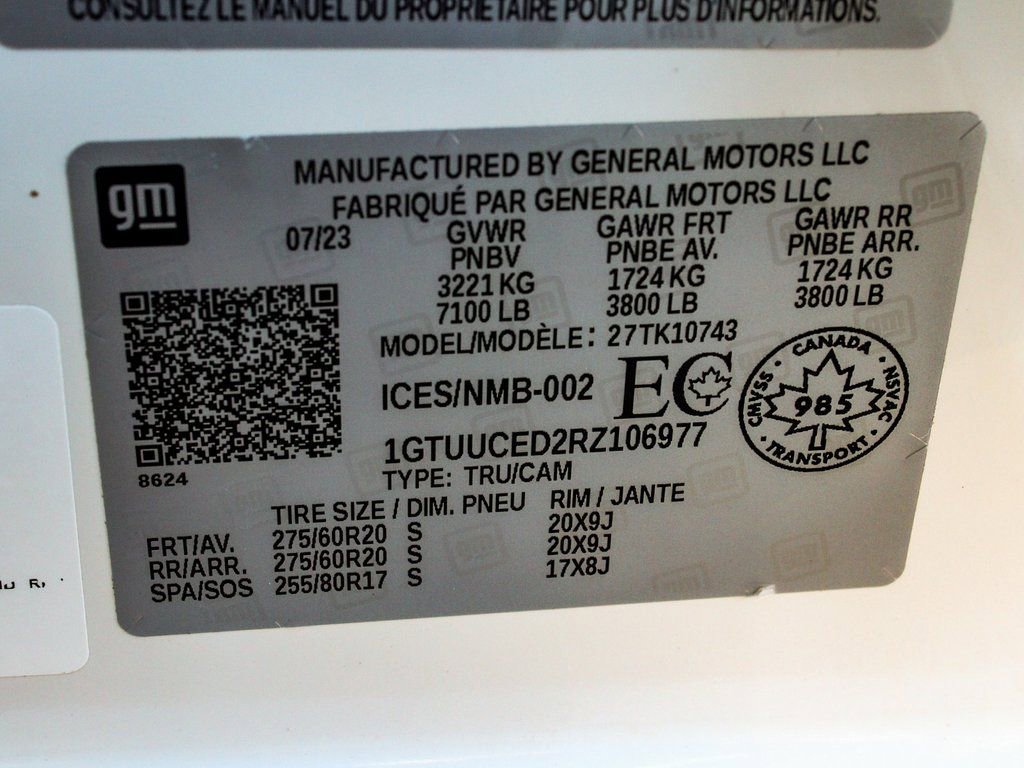 CONSULTEZ LE MANUEL DU PROPRIÉTAIRE POUR PLUS D'INFORMATIONS.
gm
MANUFACTURED BY GENERAL MOTORS LLC
FABRIQUÉ PAR GENERAL MOTORS LLC
07/23 GVWR GAWR FRT GAWR RR
PNBV PNBE AV. PNBE ARR.
3221 KG 1724 KG 1724 KG
7100 LB 3800 LB 3800 LB
MODEL/MODÈLE: 27TK10743
ICES/NMB-002 EC
CANADA
CMVSS 985 NSVAC
TRANSPORT
1GTUUCED2RZ106977
8624
TYPE: TRU/CAM
TIRE SIZE / DIM. PNEU RIM / JANTE
FRT/AV. 275/60R20 S 20X9J
RR/ARR. 275/60R20 S 20X9J
SPA/SOS 255/80R17 S 17X8J